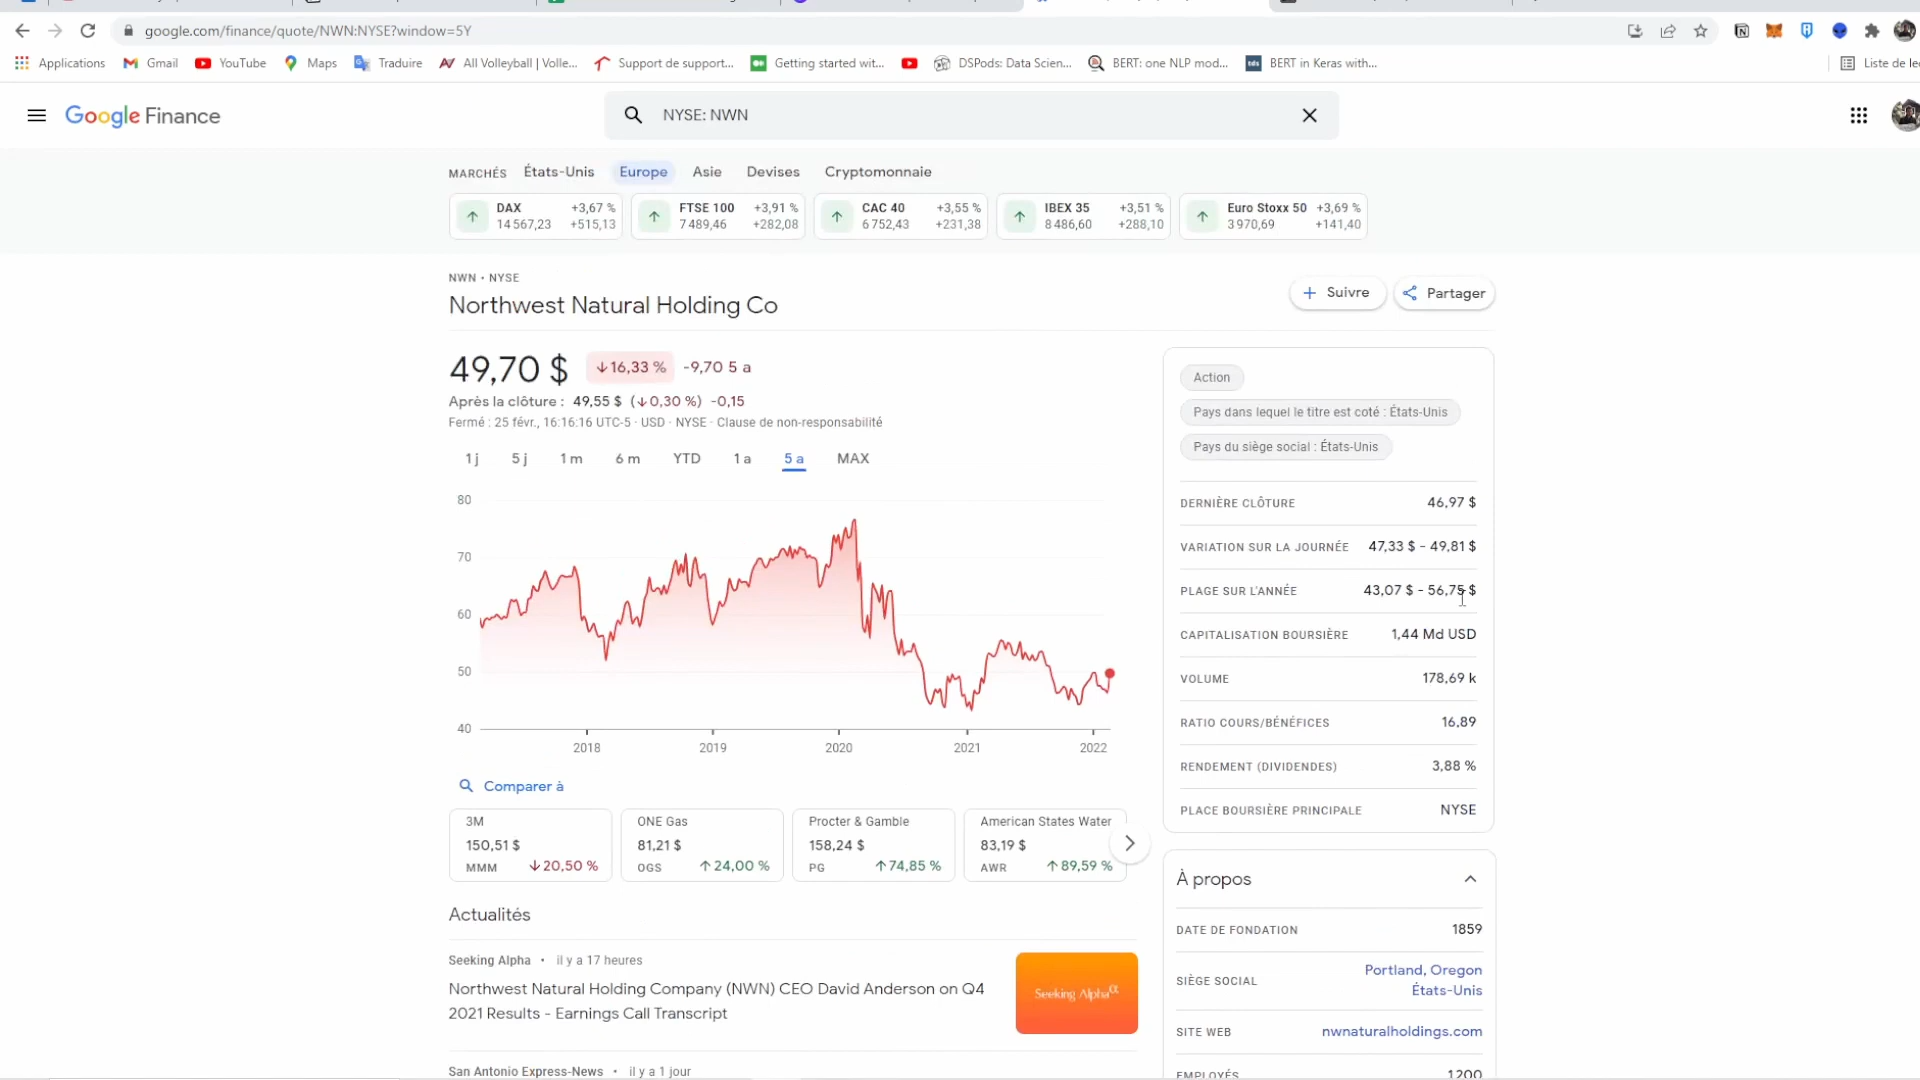 google.com/finance/quote/NWN:NYSE?window=5Y
Applications Gmail YouTube Maps Traduire All Volleyball | Volle... Support de support... Getting started wit... DSPods: Data Scien... BERT: one NLP mod... BERT in Keras with... Liste de le
Google Finance
NYSE: NWN
MARCHÉS États-Unis Europe Asie Devises Cryptomonnaie
DAX +3,67 % FTSE 100 +3,91 % CAC 40 +3,55 % IBEX 35 +3,51 % Euro Stoxx 50 +3,69 %
14 567,23 +515,13 7 489,46 +282,08 6 752,43 +231,38 8 486,60 +288,10 3 970,69 +141,40
NWN • NYSE
Northwest Natural Holding Co
+ Suivre Partager
49,70 $ ↓16,33 % -9,70 5 a
Après la clôture : 49,55 $ (↓0,30 %) -0,15
Fermé : 25 févr., 16:16:16 UTC-5 · USD · NYSE · Clause de non-responsabilité
1 j 5 j 1 m 6 m YTD 1 a 5 a MAX
80
70
60
50
40
2018 2019 2020 2021 2022
Comparer à
3M ONE Gas Procter & Gamble American States Water
150,51 $ 81,21 $ 158,24 $ 83,19 $
MMM ↓20,50 % OGS ↑24,00 % PG ↑74,85 % AWR ↑89,59 %
Actualités
Seeking Alpha • il y a 17 heures
Northwest Natural Holding Company (NWN) CEO David Anderson on Q4
2021 Results - Earnings Call Transcript
Seeking Alpha α
San Antonio Express-News • il y a 1 jour
Action
Pays dans lequel le titre est coté : États-Unis
Pays du siège social : États-Unis
DERNIÈRE CLÔTURE 46,97 $
VARIATION SUR LA JOURNÉE 47,33 $ - 49,81 $
PLAGE SUR L'ANNÉE 43,07 $ - 56,75 $
CAPITALISATION BOURSIÈRE 1,44 Md USD
VOLUME 178,69 k
RATIO COURS/BÉNÉFICES 16,89
RENDEMENT (DIVIDENDES) 3,88 %
PLACE BOURSIÈRE PRINCIPALE NYSE
À propos
DATE DE FONDATION 1859
SIÈGE SOCIAL Portland, Oregon
États-Unis
SITE WEB nwnaturalholdings.com
EMPLOYÉS 1200